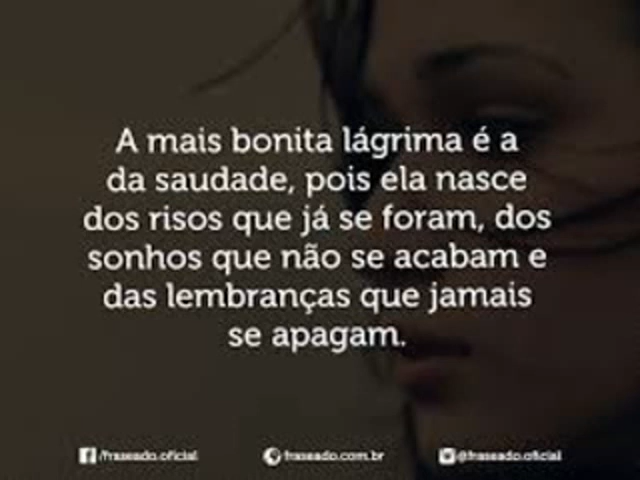 A mais bonita lágrima é a
da saudade, pois ela nasce
dos risos que já se foram, dos
sonhos que não se acabam e
das lembranças que jamais
se apagam.
/fraseado.oficial fraseado.com.br @fraseado.oficial